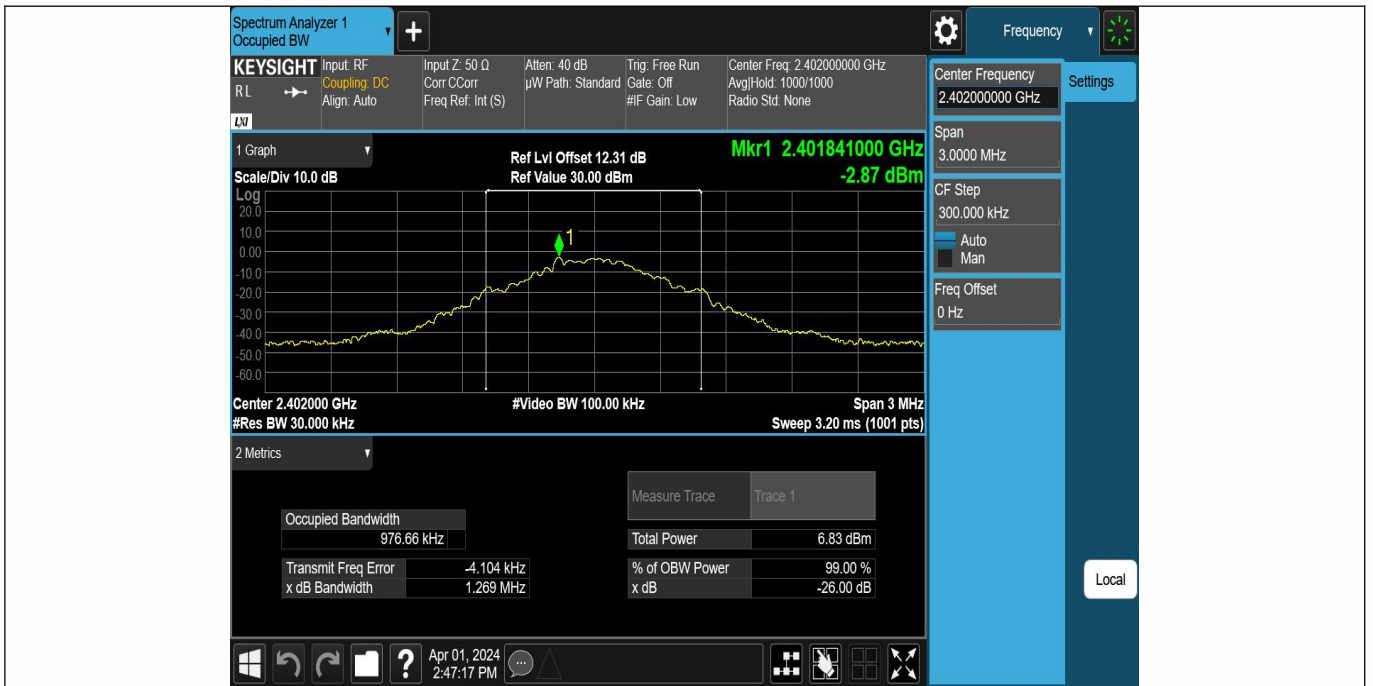 Spectrum Analyzer 1
Occupied BW
+
Frequency
KEYSIGHT
RL
LXI
Input: RF
Coupling: DC
Align: Auto
Input Z: 50 Ω
Corr CCorr
Freq Ref: Int (S)
Atten: 40 dB
µW Path: Standard
Trig: Free Run
Gate: Off
#IF Gain: Low
Center Freq: 2.402000000 GHz
Avg|Hold: 1000/1000
Radio Std: None
Center Frequency
2.402000000 GHz
Settings
Span
3.0000 MHz
CF Step
300.000 kHz
Auto
Man
Freq Offset
0 Hz
Local
1 Graph
Scale/Div 10.0 dB
Ref Lvl Offset 12.31 dB
Ref Value 30.00 dBm
Mkr1 2.401841000 GHz
-2.87 dBm
Log
20.0
10.0
0.00
-10.0
-20.0
-30.0
-40.0
-50.0
-60.0
1
Center 2.402000 GHz
#Video BW 100.00 kHz
Span 3 MHz
#Res BW 30.000 kHz
Sweep 3.20 ms (1001 pts)
2 Metrics
Measure Trace
Trace 1
Occupied Bandwidth
976.66 kHz
Total Power
6.83 dBm
Transmit Freq Error
-4.104 kHz
% of OBW Power
99.00 %
x dB Bandwidth
1.269 MHz
x dB
-26.00 dB
?
Apr 01, 2024
2:47:17 PM